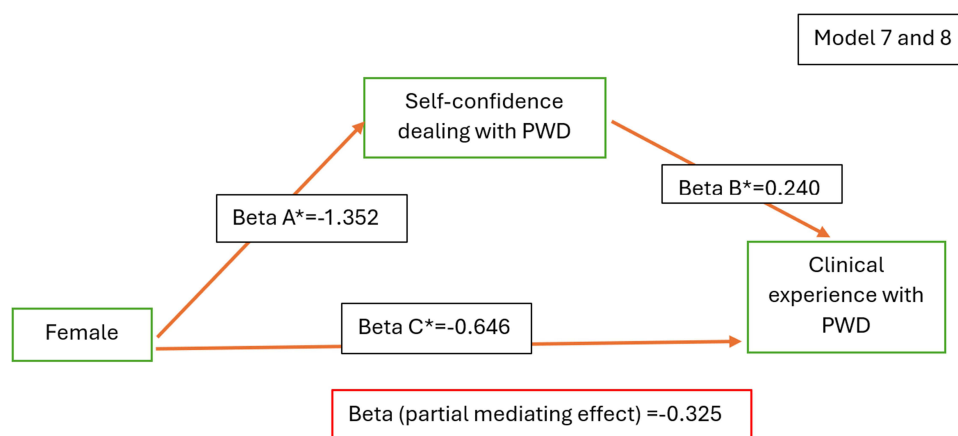 Model 7 and 8
Self-confidence
dealing with PWD
Beta B*=0.240
Beta A*=-1.352
Clinical
experience with
PWD
Female
Beta C*=-0.646
Beta (partial mediating effect) =-0.325